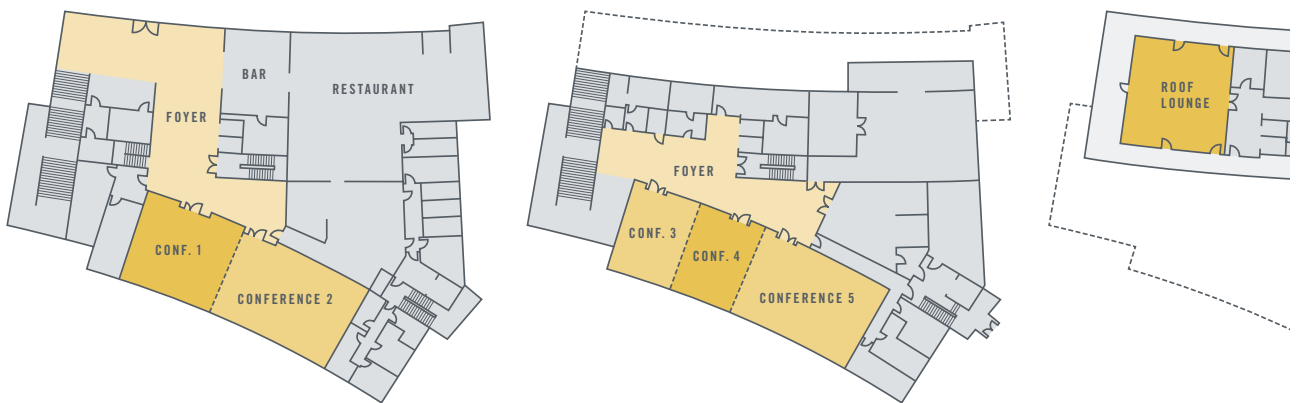 BAR
RESTAURANT
FOYER
CONF. 1
CONFERENCE 2
FOYER
CONF. 3
CONF. 4
CONFERENCE 5
ROOF
LOUNGE